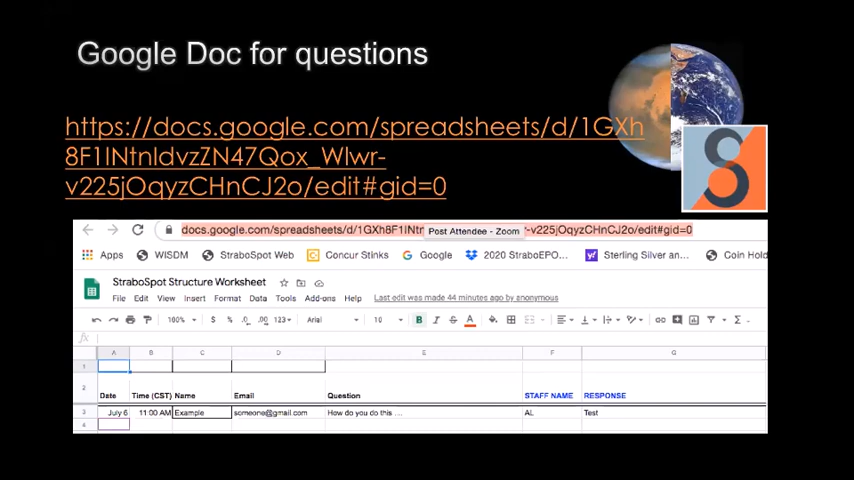 Google Doc for questions
https://docs.google.com/spreadsheets/d/1GXh
8F1INtnIdvzZN47Qox_WIwr-
v225jOqyzCHnCJ2o/edit#gid=0
docs.google.com/spreadsheets/d/1GXh8F1INtr Post Attendee - Zoom r-v225jOqyzCHnCJ2o/edit#gid=0
Apps WISDM StraboSpot Web Concur Stinks Google 2020 StraboEPO... Sterling Silver an... Coin Hold
StraboSpot Structure Worksheet
File Edit View Insert Format Data Tools Add-ons Help Last edit was made 44 minutes ago by anonymous
100% $ % .0 .00 123 Arial 10 B I S A
fx
A B C D E F G
1
2 Date Time (CST) Name Email Question STAFF NAME RESPONSE
3 July 6 11:00 AM Example someone@gmail.com How do you do this .... AL Test
4